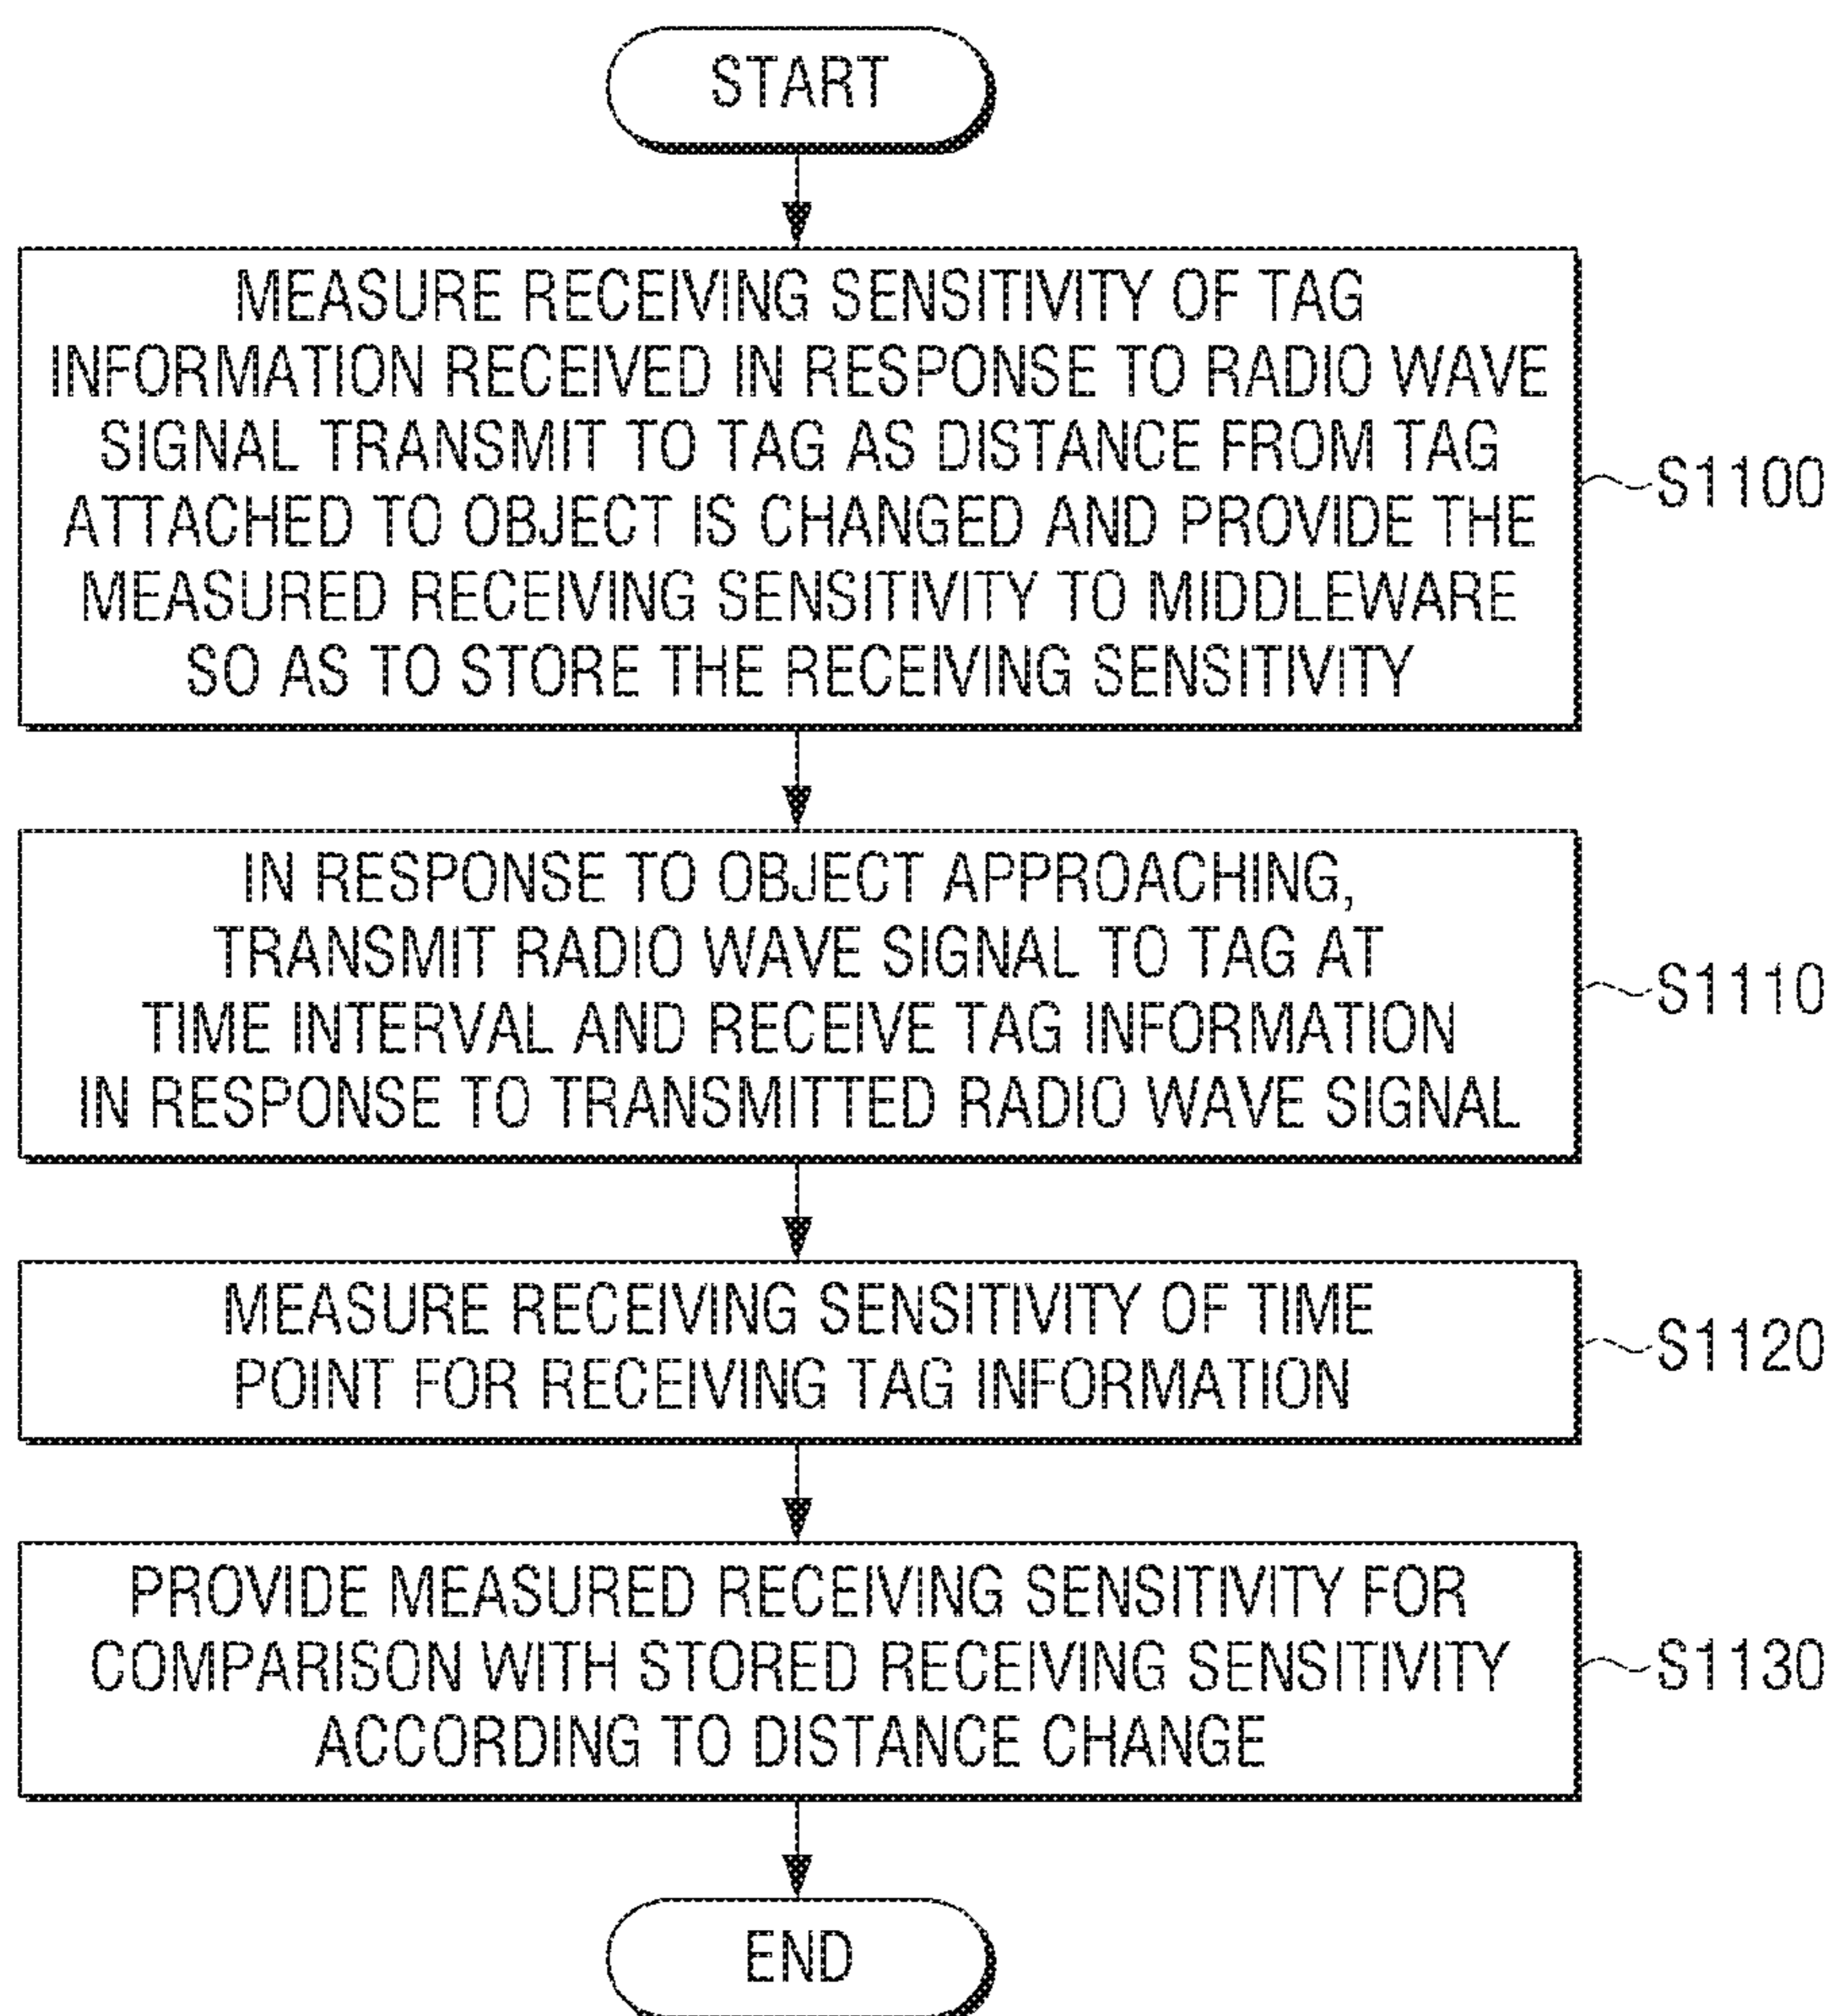 START
MEASURE RECEIVING SENSITIVITY OF TAG
INFORMATION RECEIVED IN RESPONSE TO RADIO WAVE
SIGNAL TRANSMIT TO TAG AS DISTANCE FROM TAG
ATTACHED TO OBJECT IS CHANGED AND PROVIDE THE
MEASURED RECEIVING SENSITIVITY TO MIDDLEWARE
SO AS TO STORE THE RECEIVING SENSITIVITY
S1100
IN RESPONSE TO OBJECT APPROACHING,
TRANSMIT RADIO WAVE SIGNAL TO TAG AT
TIME INTERVAL AND RECEIVE TAG INFORMATION
IN RESPONSE TO TRANSMITTED RADIO WAVE SIGNAL
S1110
MEASURE RECEIVING SENSITIVITY OF TIME
POINT FOR RECEIVING TAG INFORMATION
S1120
PROVIDE MEASURED RECEIVING SENSITIVITY FOR
COMPARISON WITH STORED RECEIVING SENSITIVITY
ACCORDING TO DISTANCE CHANGE
S1130
END